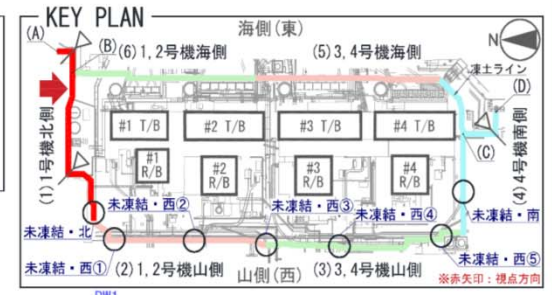 KEY PLAN
海側(東)
(A)
(B)
(6)1,2号機海側
(5)3,4号機海側
N
凍土ライン
(D)
#1 T/B
#2 T/B
#3 T/B
#4 T/B
(C)
(1)1号機北側
(4)4号機南側
#1
R/B
#2
R/B
#3
R/B
#4
R/B
未凍結・西②
未凍結・西③
未凍結・西④
未凍結・南
未凍結・北
未凍結・西①
(2)1,2号機山側
山側(西)
(3)3,4号機山側
未凍結・西⑤
※赤矢印：視点方向